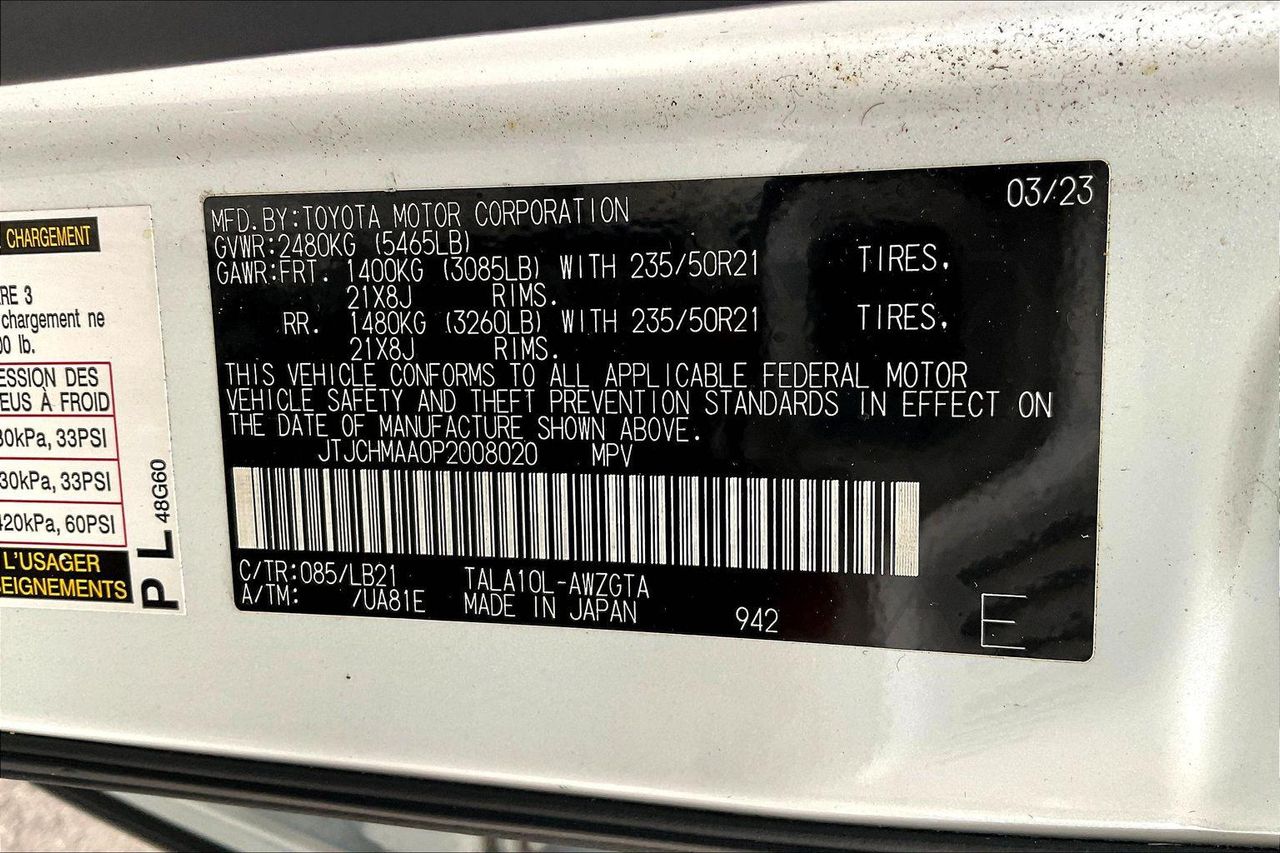 CHARGEMENT
RE 3
chargement ne
00 lb.
ESSION DES
EUS À FROID
30kPa, 33PSI
30kPa, 33PSI
420kPa, 60PSI
L'USAGER
EIGNEMENTS
48G60
P L
03/23
MFD.BY:TOYOTA MOTOR CORPORATION
GVWR:2480KG (5465LB)
GAWR:FRT. 1400KG (3085LB) WITH 235/50R21 TIRES.
21X8J RIMS.
RR. 1480KG (3260LB) WITH 235/50R21 TIRES.
21X8J RIMS.
THIS VEHICLE CONFORMS TO ALL APPLICABLE FEDERAL MOTOR
VEHICLE SAFETY AND THEFT PREVENTION STANDARDS IN EFFECT ON
THE DATE OF MANUFACTURE SHOWN ABOVE.
JTJCHMAA0P2008020 MPV
C/TR:085/LB21 TALA10L-AWZGTA
A/TM: /UA81E MADE IN JAPAN 942 E